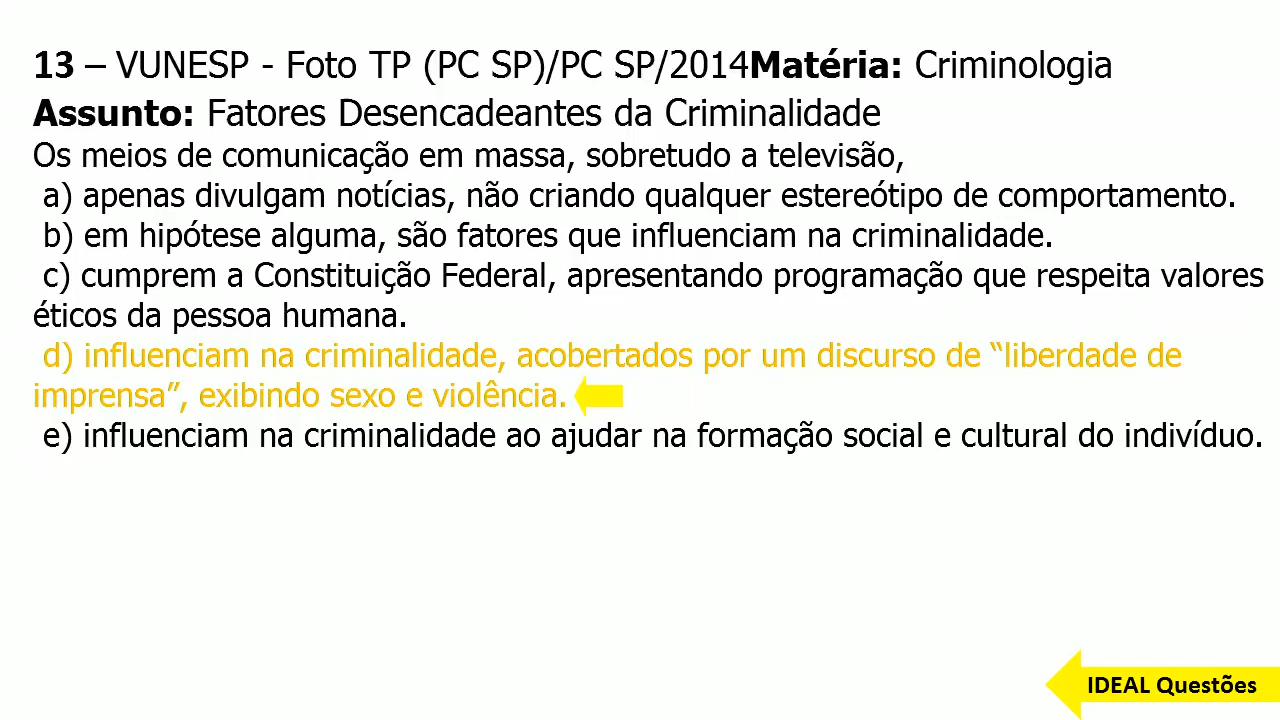 13 – VUNESP - Foto TP (PC SP)/PC SP/2014Matéria: Criminologia
Assunto: Fatores Desencadeantes da Criminalidade
Os meios de comunicação em massa, sobretudo a televisão,
a) apenas divulgam notícias, não criando qualquer estereótipo de comportamento.
b) em hipótese alguma, são fatores que influenciam na criminalidade.
c) cumprem a Constituição Federal, apresentando programação que respeita valores
éticos da pessoa humana.
d) influenciam na criminalidade, acobertados por um discurso de “liberdade de
imprensa”, exibindo sexo e violência.
e) influenciam na criminalidade ao ajudar na formação social e cultural do indivíduo.
IDEAL Questões